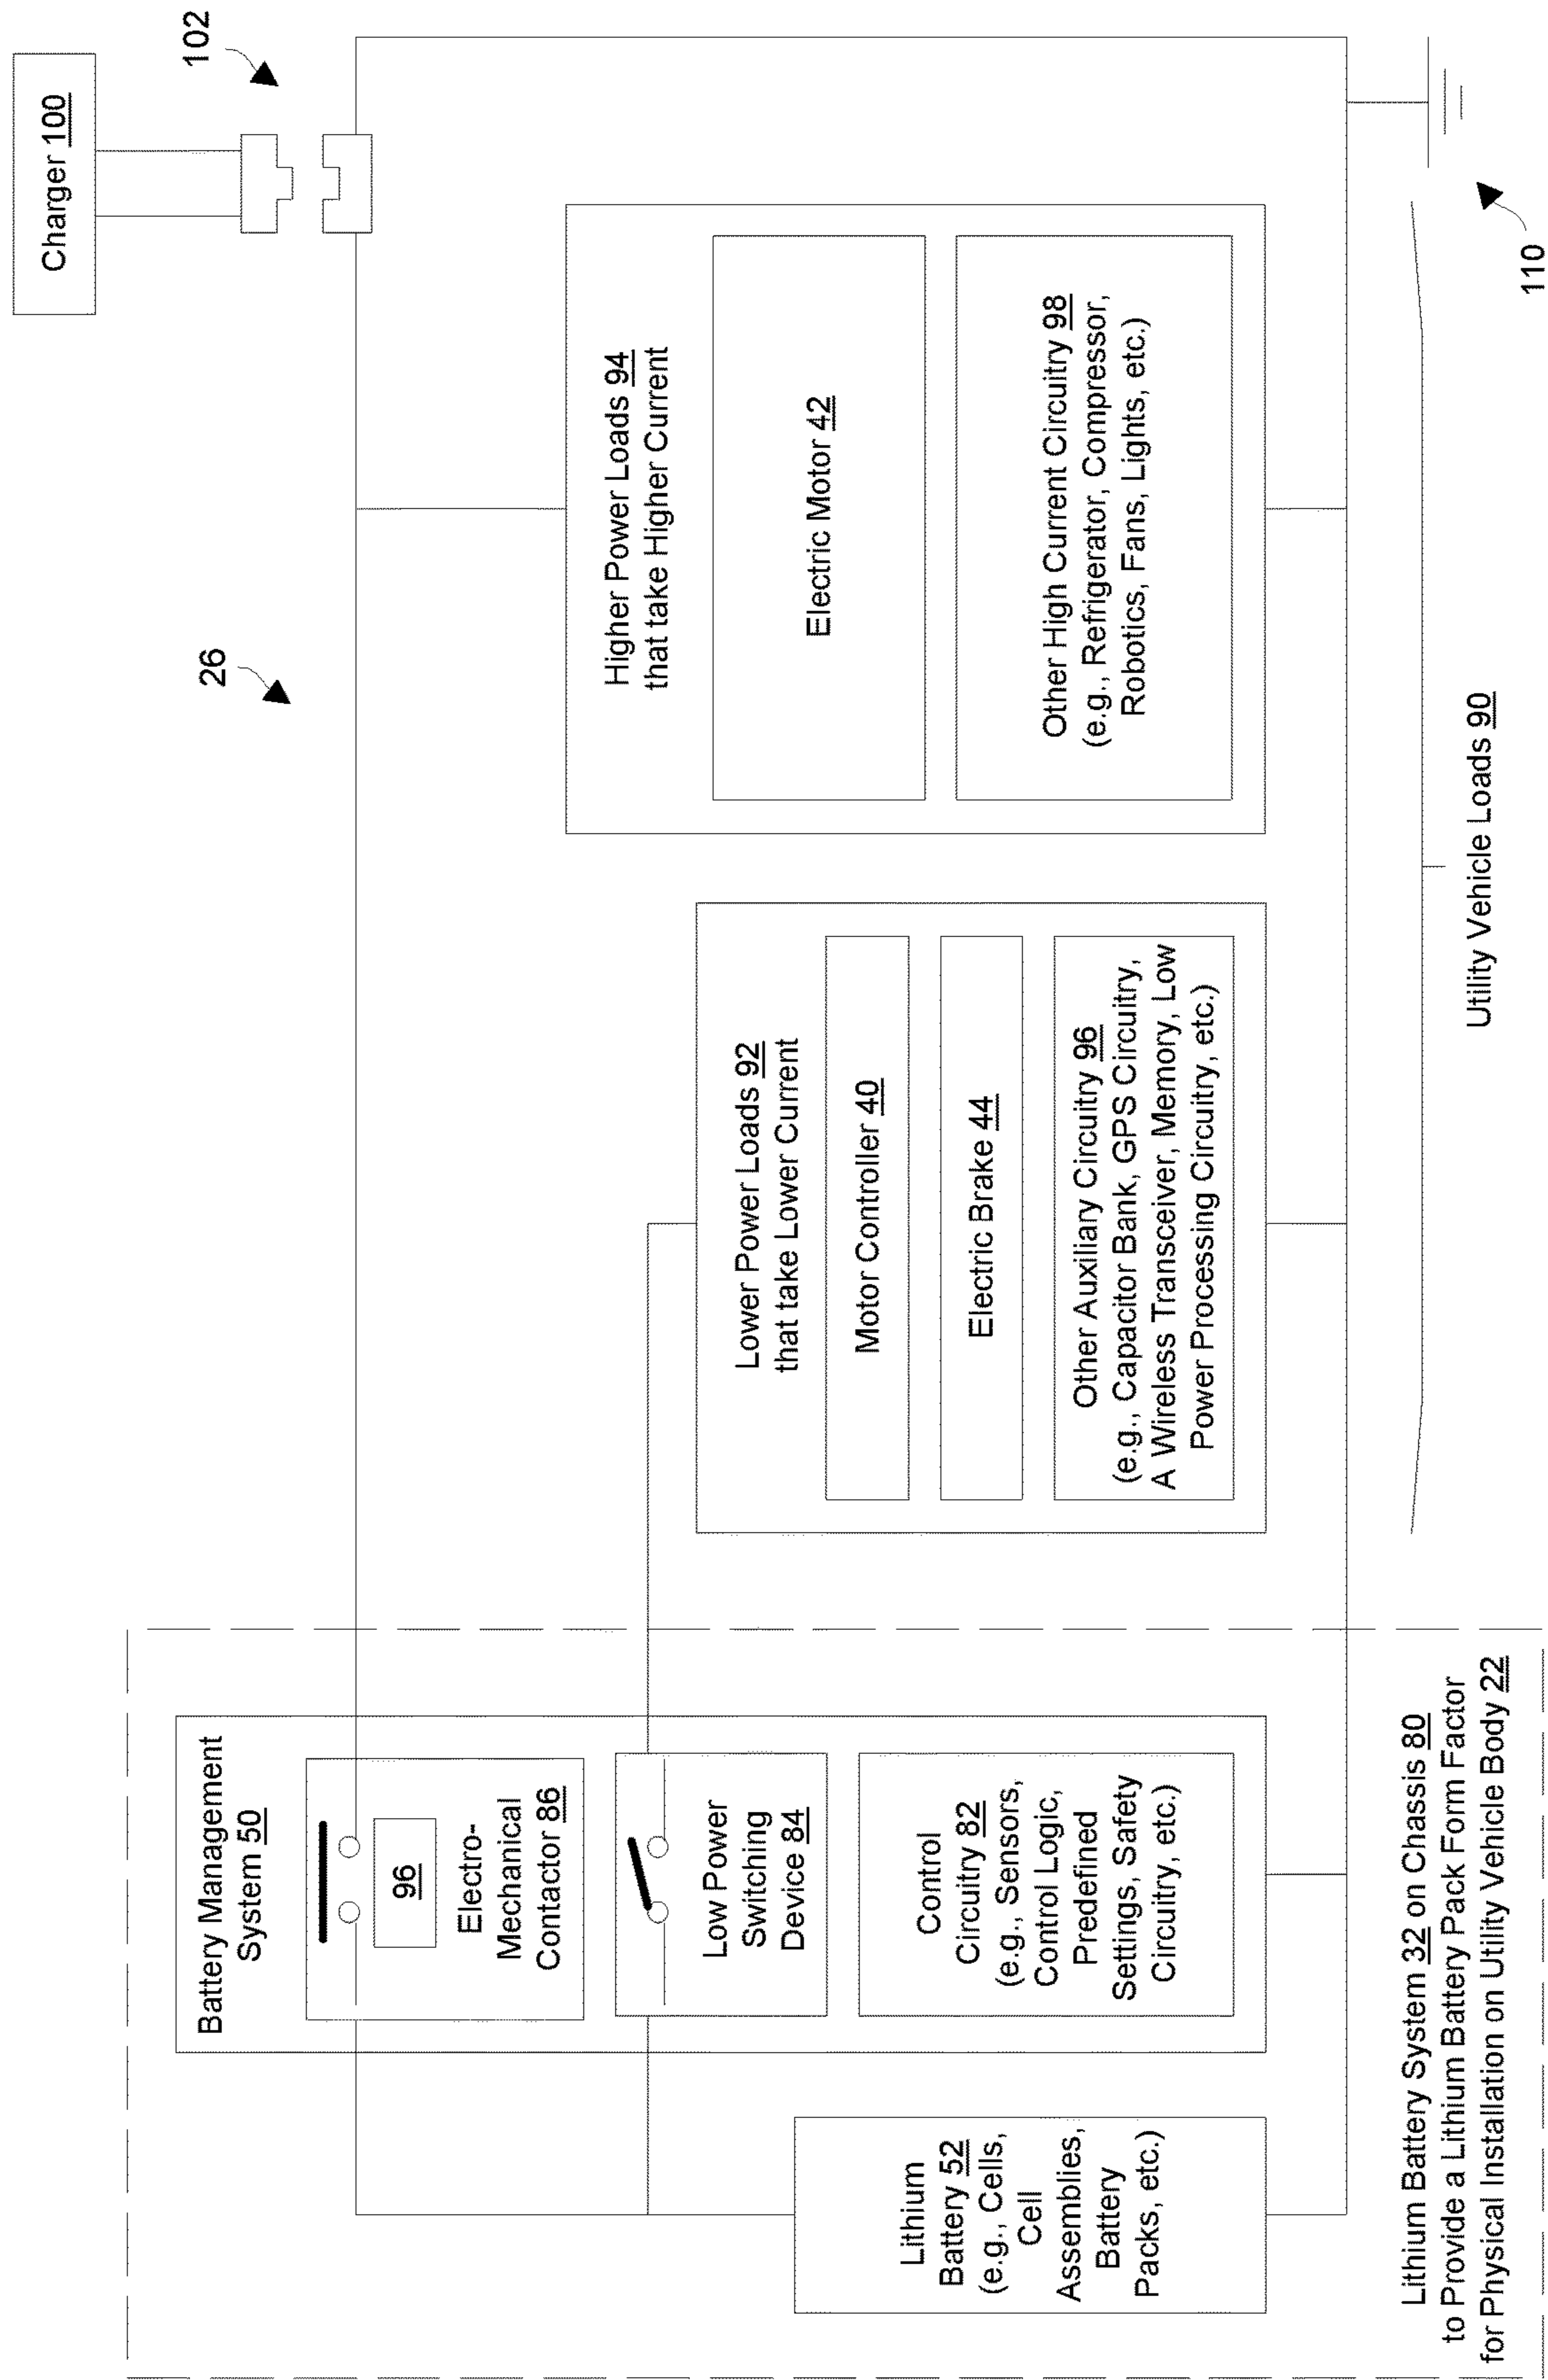 Charger 100
102
26
Battery Management
System 50
96
Electro-
Mechanical
Contactor 86
Low Power
Switching
Device 84
Control
Circuitry 82
(e.g., Sensors,
Control Logic,
Predefined
Settings, Safety
Circuitry, etc.)
Lithium
Battery 52
(e.g., Cells,
Cell
Assemblies,
Battery
Packs, etc.)
Lithium Battery System 32 on Chassis 80
to Provide a Lithium Battery Pack Form Factor
for Physical Installation on Utility Vehicle Body 22
Lower Power Loads 92
that take Lower Current
Motor Controller 40
Electric Brake 44
Other Auxiliary Circuitry 96
(e.g., Capacitor Bank, GPS Circuitry,
A Wireless Transceiver, Memory, Low
Power Processing Circuitry, etc.)
Higher Power Loads 94
that take Higher Current
Electric Motor 42
Other High Current Circuitry 98
(e.g., Refrigerator, Compressor,
Robotics, Fans, Lights, etc.)
Utility Vehicle Loads 90
110